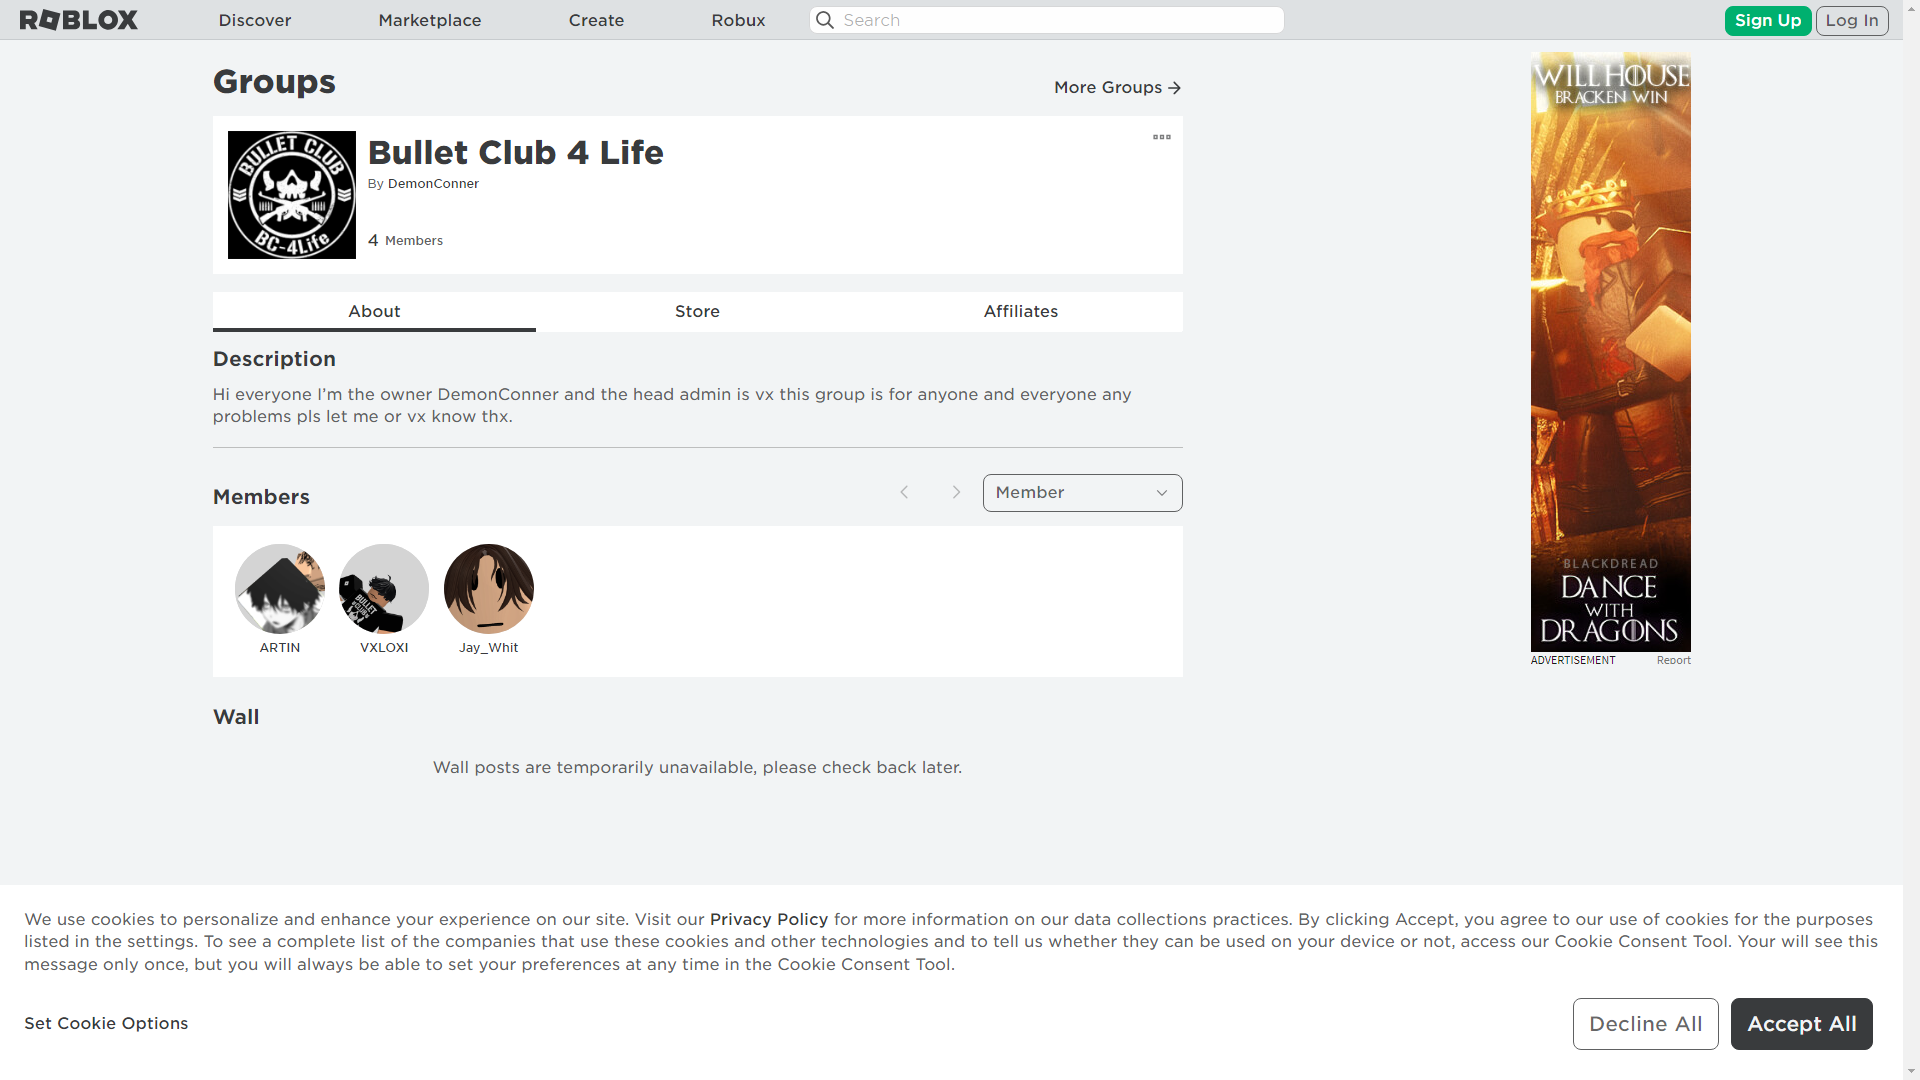 ROBLOX
Discover
Marketplace
Create
Robux
Search
Sign Up
Log In
Groups
More Groups
BULLET CLUB
BC-4Life
Bullet Club 4 Life
By DemonConner
4 Members
About
Store
Affiliates
Description
Hi everyone I’m the owner DemonConner and the head admin is vx this group is for anyone and everyone any
problems pls let me or vx know thx.
Members
Member
BULLET
CLUB
ARTIN
VXLOXI
Jay_Whit
Wall
Wall posts are temporarily unavailable, please check back later.
WILL HOUSE
BRACKEN WIN
BLACKDREAD
DANCE
WITH
DRAGONS
ADVERTISEMENT
Report
We use cookies to personalize and enhance your experience on our site. Visit our Privacy Policy for more information on our data collections practices. By clicking Accept, you agree to our use of cookies for the purposes
listed in the settings. To see a complete list of the companies that use these cookies and other technologies and to tell us whether they can be used on your device or not, access our Cookie Consent Tool. Your will see this
message only once, but you will always be able to set your preferences at any time in the Cookie Consent Tool.
Set Cookie Options
Decline All
Accept All